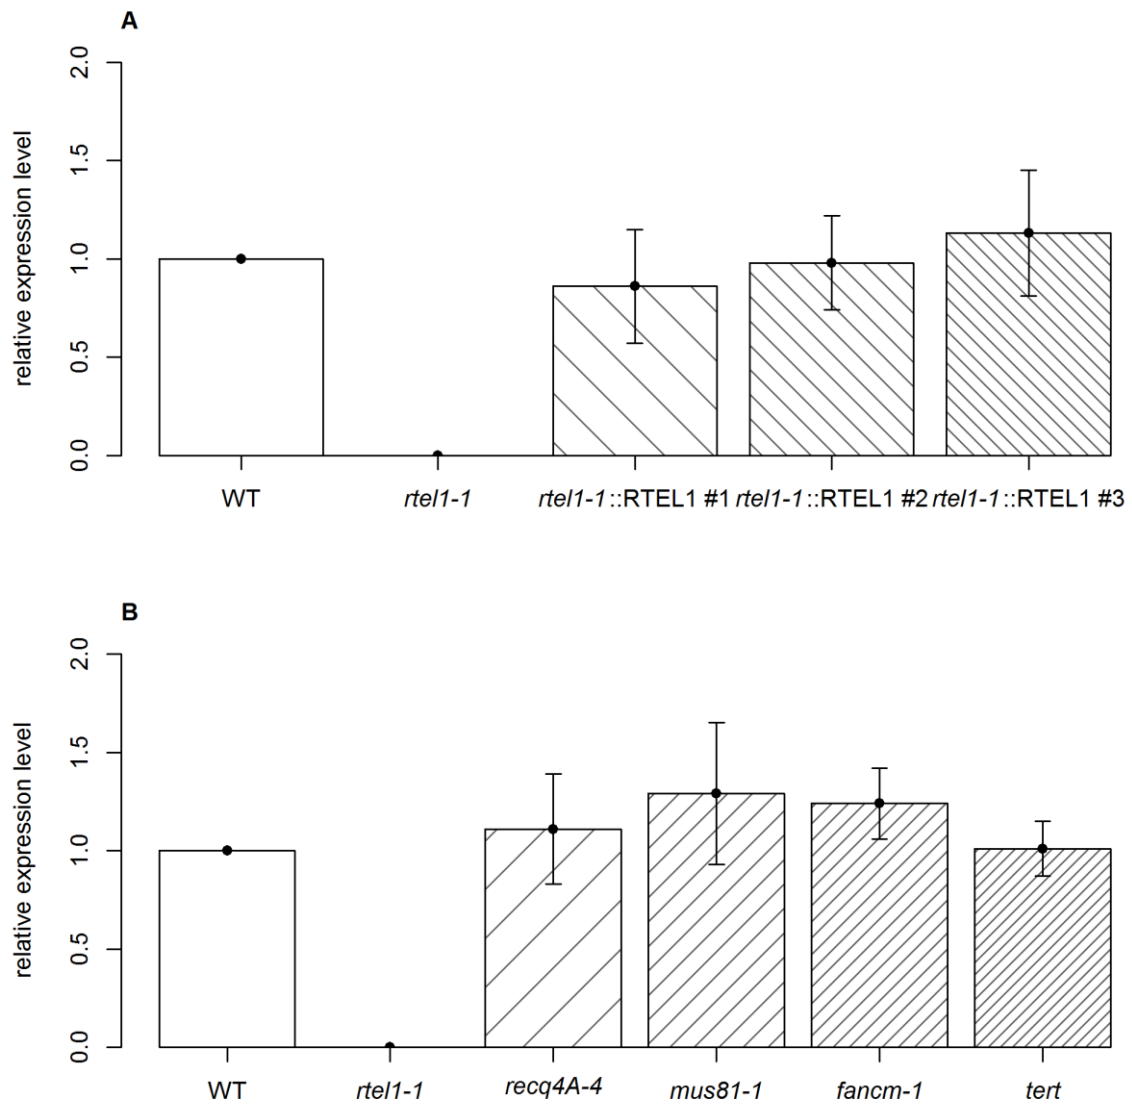 A
relative expression level
2.0
1.5
1.0
0.5
0.0
WT rtel1-1 rtel1-1::RTEL1 #1 rtel1-1::RTEL1 #2 rtel1-1::RTEL1 #3
B
relative expression level
2.0
1.5
1.0
0.5
0.0
WT rtel1-1 recq4A-4 mus81-1 fancm-1 tert